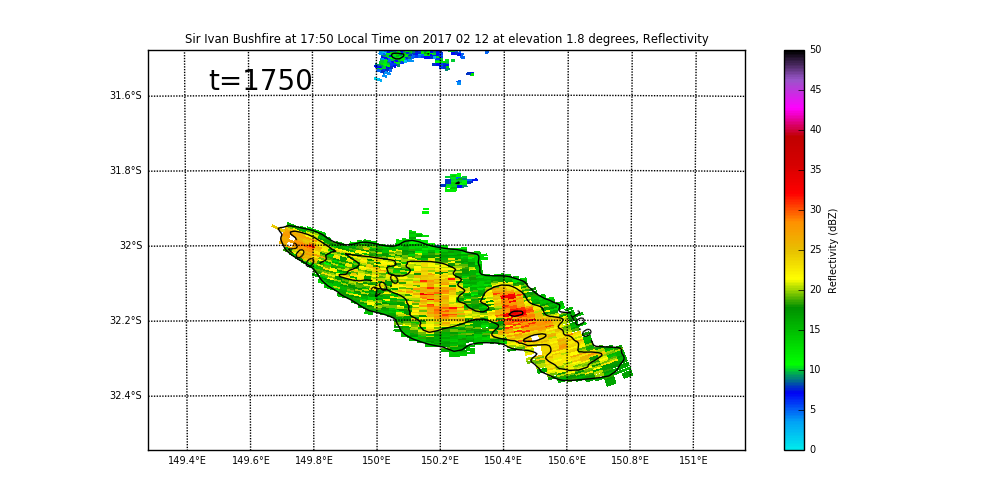 Sir Ivan Bushfire at 17:50 Local Time on 2017 02 12 at elevation 1.8 degrees, Reflectivity
t=1750
31.6°S
31.8°S
32°S
32.2°S
32.4°S
149.4°E 149.6°E 149.8°E 150°E 150.2°E 150.4°E 150.6°E 150.8°E 151°E
50
45
40
35
30
25
20
15
10
5
0
Reflectivity (dBZ)